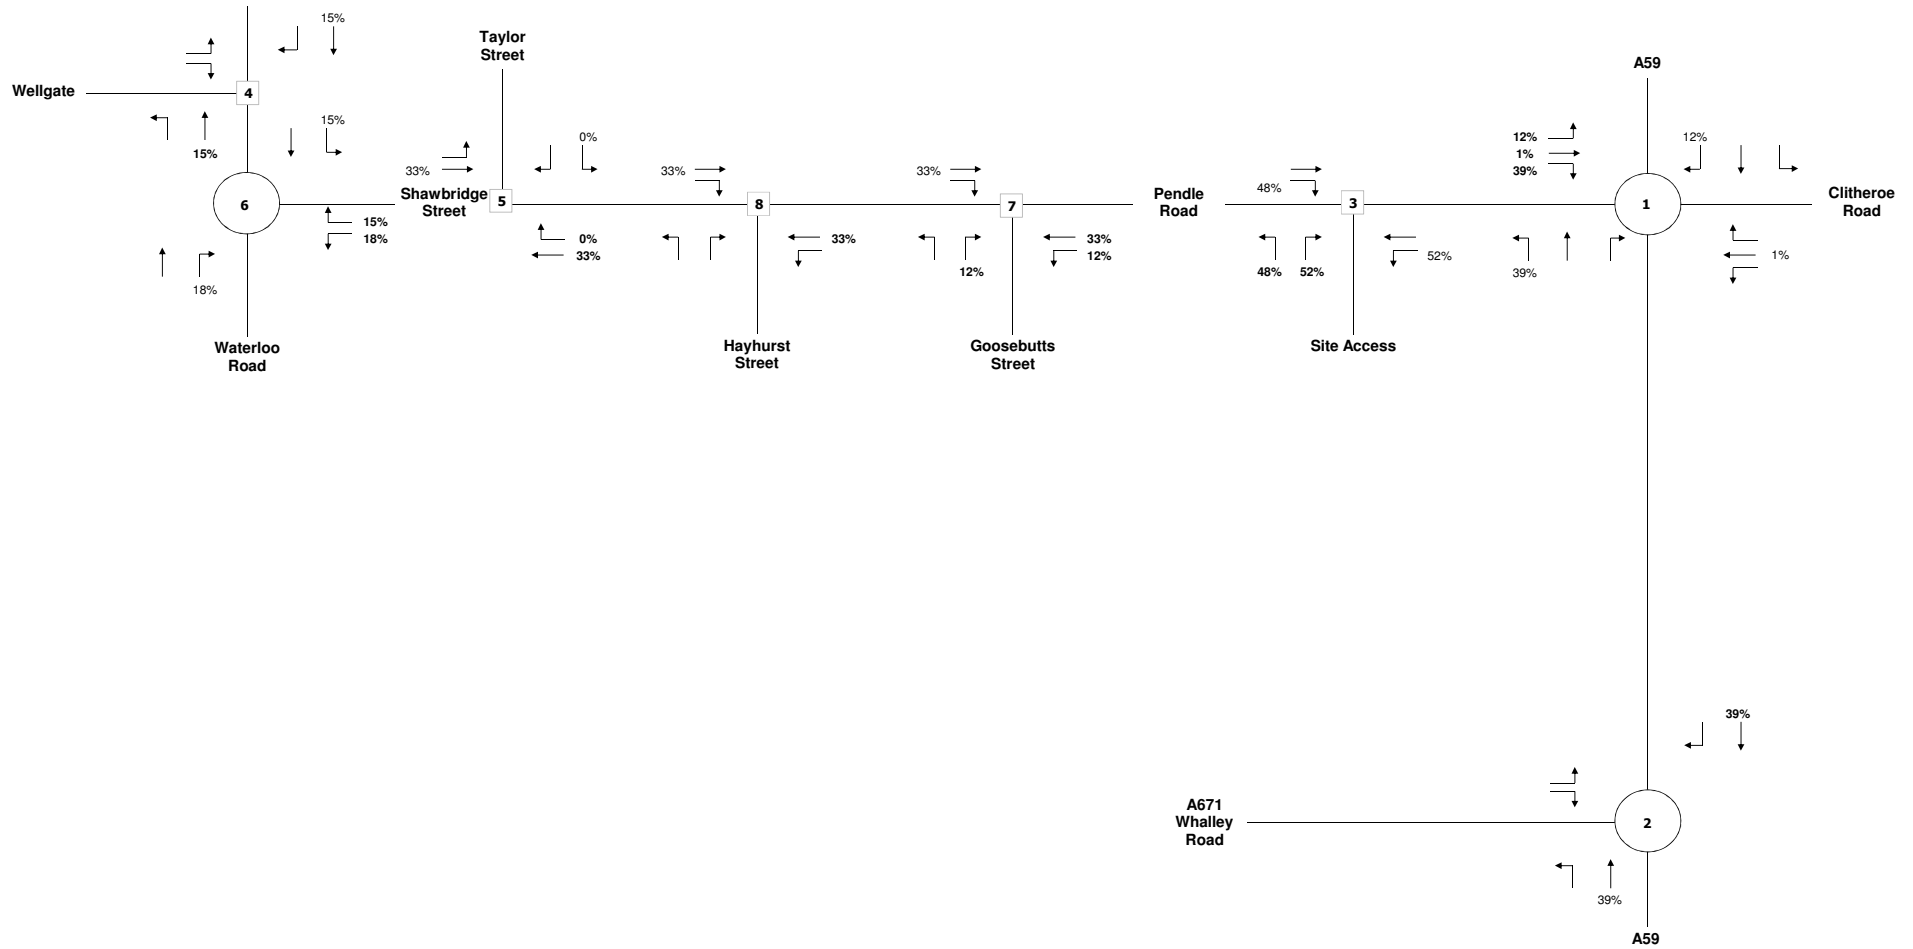 15%
Taylor
Street
A59
Wellgate
4
15%
15%
12%
1%
39%
12%
0%
33%
33%
33%
48%
Shawbridge
Street
5
8
7
Pendle
Road
3
1
Clitheroe
Road
6
15%
18%
0%
33%
33%
33%
12%
12%
48%
52%
52%
39%
1%
18%
Waterloo
Road
Hayhurst
Street
Goosebutts
Street
Site Access
39%
A671
Whalley
Road
2
39%
A59